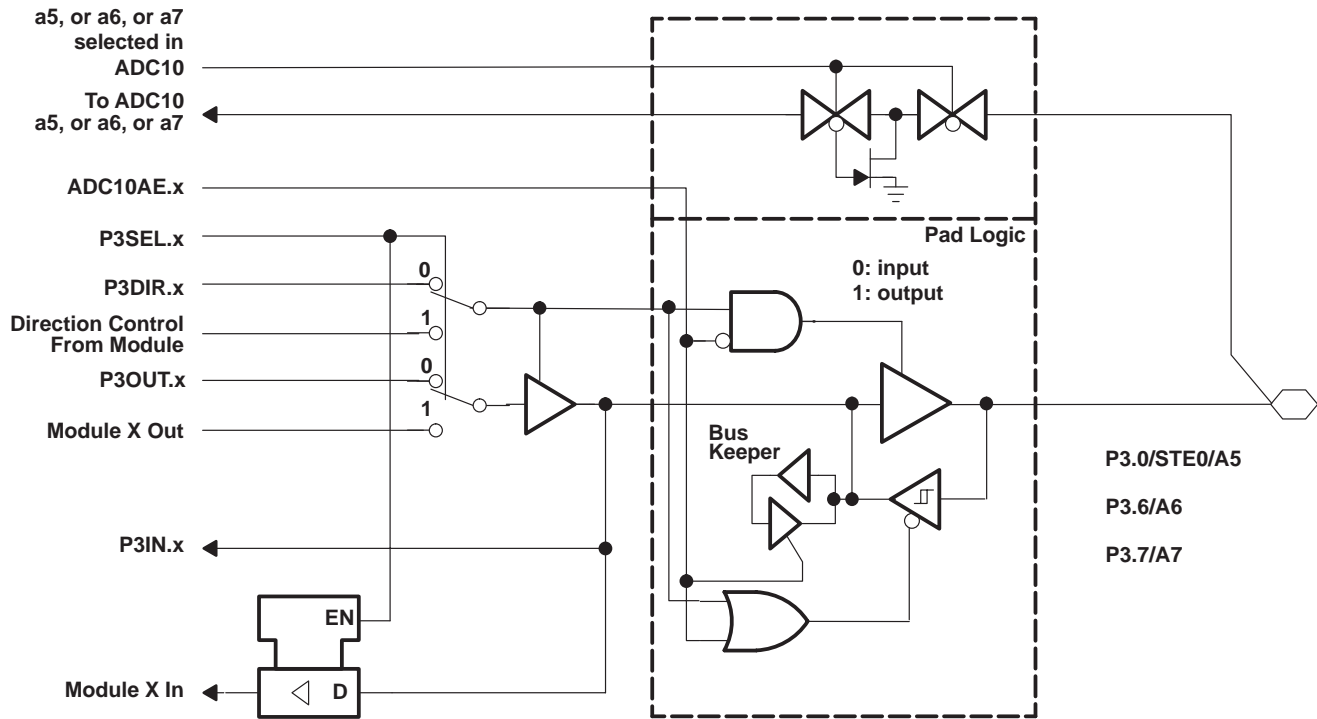 a5, or a6, or a7
selected in
ADC10
To ADC10
a5, or a6, or a7
ADC10AE.x
P3SEL.x
Pad Logic
0: input
1: output
0
P3DIR.x
1
Direction Control
From Module
0
P3OUT.x
1
Module X Out
Bus
Keeper
P3.0/STE0/A5
P3.6/A6
P3.7/A7
P3IN.x
EN
D
Module X In